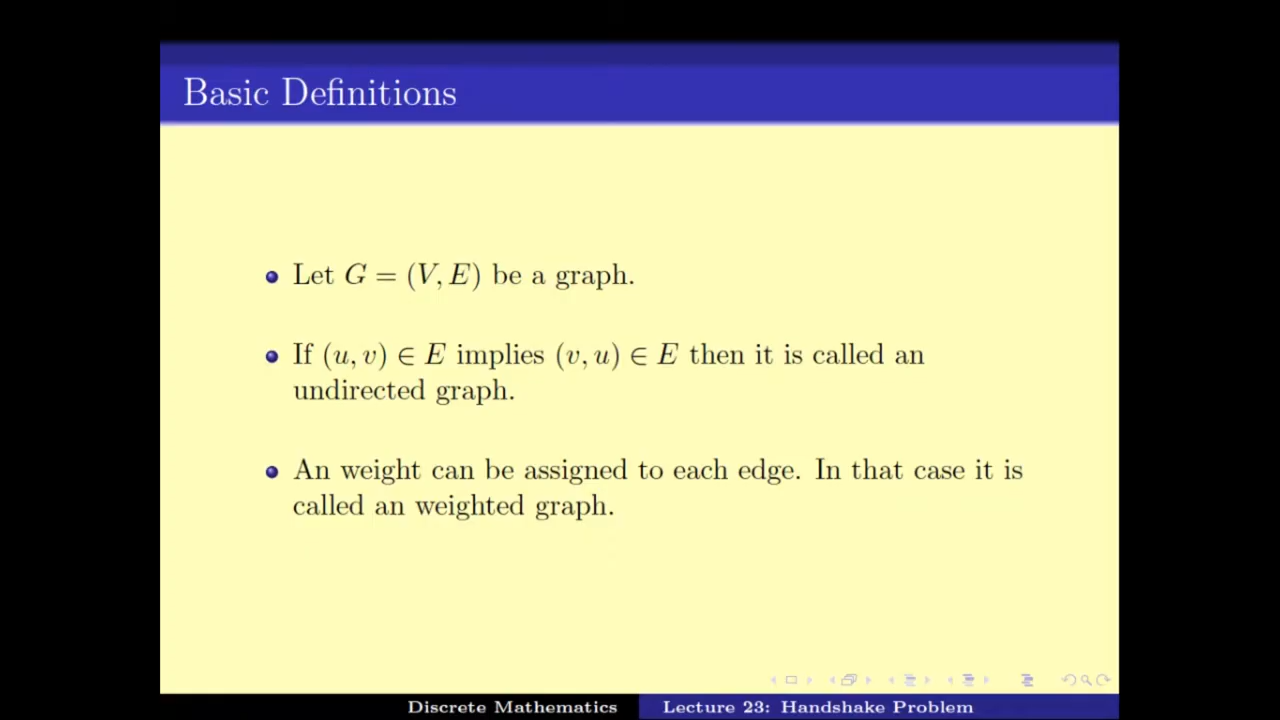 Basic Definitions
Let G = (V, E) be a graph.
If (u, v) ∈ E implies (v, u) ∈ E then it is called an
undirected graph.
An weight can be assigned to each edge. In that case it is
called an weighted graph.
Discrete Mathematics
Lecture 23: Handshake Problem